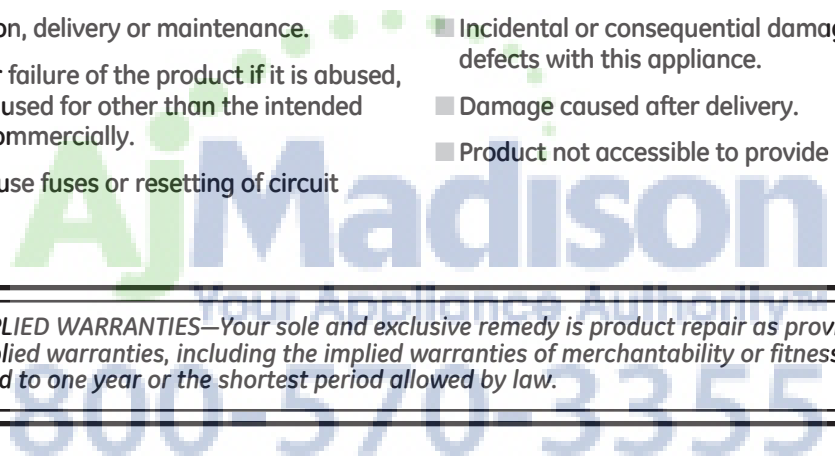 on, delivery or maintenance.
r failure of the product if it is abused,
used for other than the intended
ommercially.
use fuses or resetting of circuit
Incidental or consequential damag
defects with this appliance.
Damage caused after delivery.
Product not accessible to provide
AjMadison
Your Appliance Authority™
PLIED WARRANTIES—Your sole and exclusive remedy is product repair as provi
plied warranties, including the implied warranties of merchantability or fitness
d to one year or the shortest period allowed by law.
800-570-3355